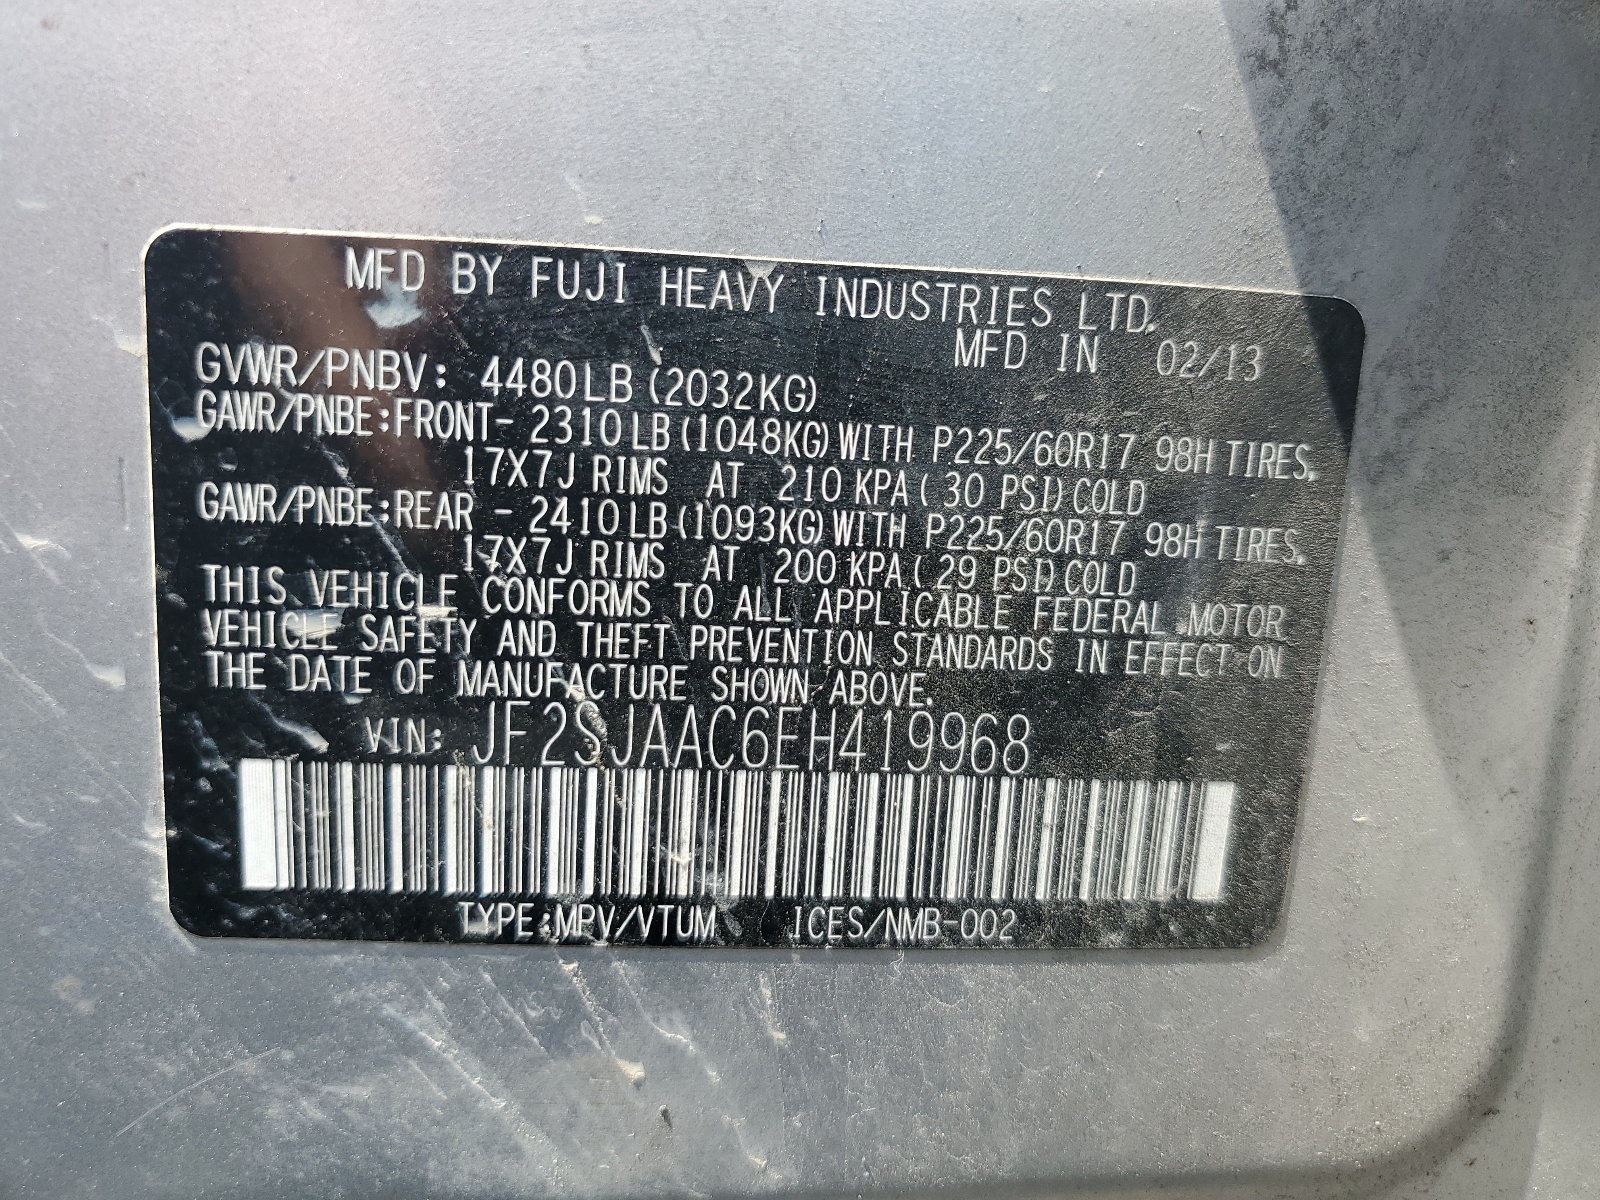 MFD BY FUJI HEAVY INDUSTRIES LTD.
MFD IN 02/13
GVWR/PNBV: 4480LB (2032KG)
GAWR/PNBE:FRONT- 2310LB(1048KG)WITH P225/60R17 98H TIRES,
17X7J RIMS AT 210 KPA( 30 PSI)COLD
GAWR/PNBE:REAR - 2410LB(1093KG)WITH P225/60R17 98H TIRES,
17X7J RIMS AT 200 KPA( 29 PSI)COLD
THIS VEHICLE CONFORMS TO ALL APPLICABLE FEDERAL MOTOR
VEHICLE SAFETY AND THEFT PREVENTION STANDARDS IN EFFECT ON
THE DATE OF MANUFACTURE SHOWN ABOVE.
VIN: JF2SJAAC6EH419968
TYPE:MPV/VTUM ICES/NMB-002